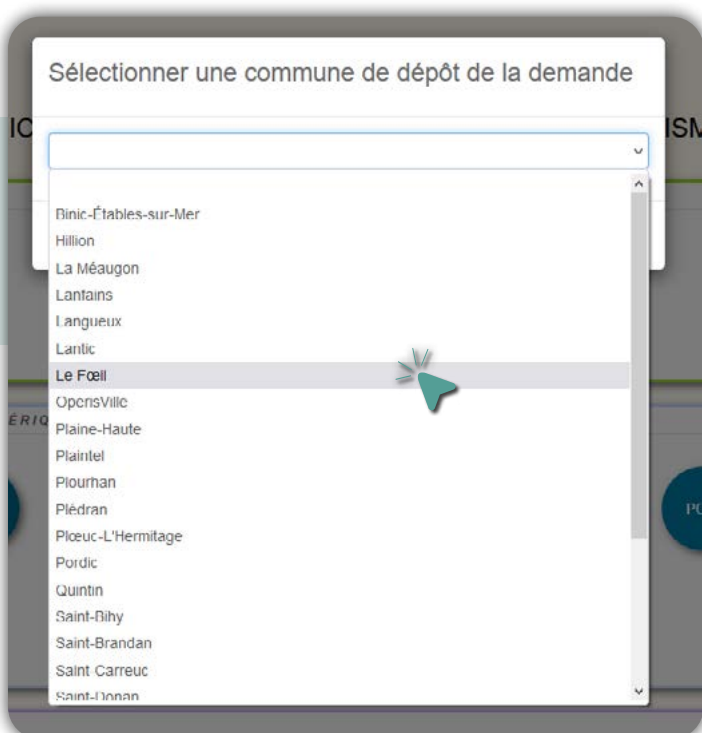 Sélectionner une commune de dépôt de la demande
Binic-Étables-sur-Mer
Hillion
La Méaugon
Lanfains
Langueux
Lantic
Le Fœil
OperisVille
Plaine-Haute
Plaintel
Plourhan
Plédran
Plœuc-L'Hermitage
Pordic
Quintin
Saint-Bihy
Saint-Brandan
Saint-Carreuc
Saint-Donan